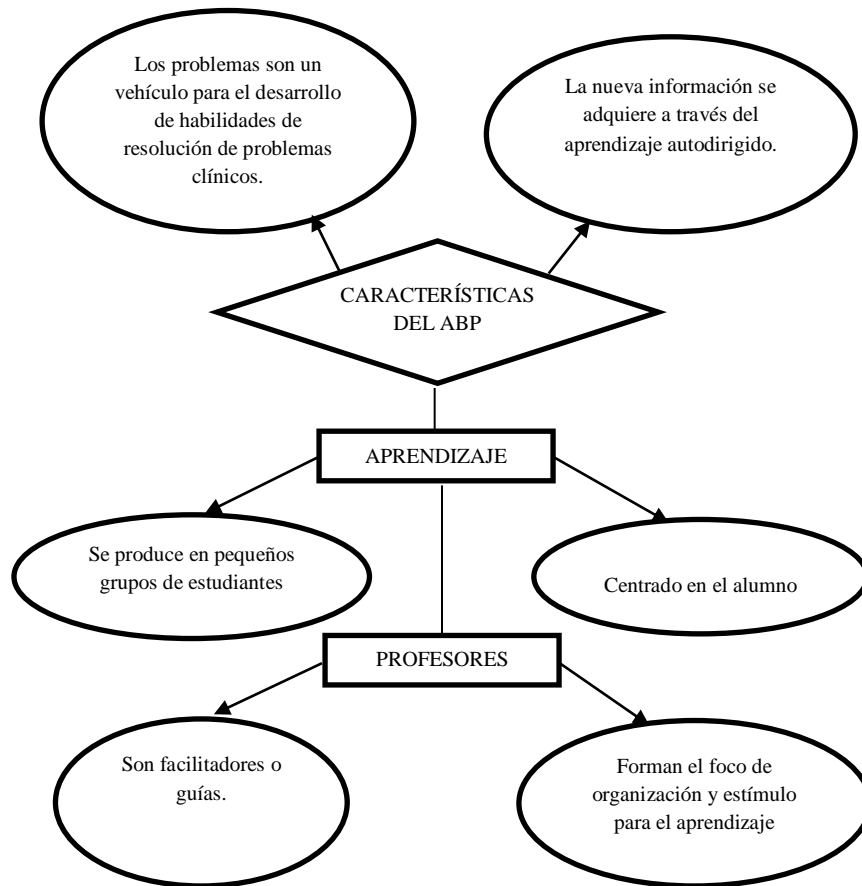 Los problemas son un
vehículo para el desarrollo
de habilidades de
resolución de problemas
clínicos.
La nueva información se
adquiere a través del
aprendizaje autodirigido.
CARACTERÍSTICAS
DEL ABP
APRENDIZAJE
Se produce en pequeños
grupos de estudiantes
Centrado en el alumno
PROFESORES
Son facilitadores o
guías.
Forman el foco de
organización y estímulo
para el aprendizaje